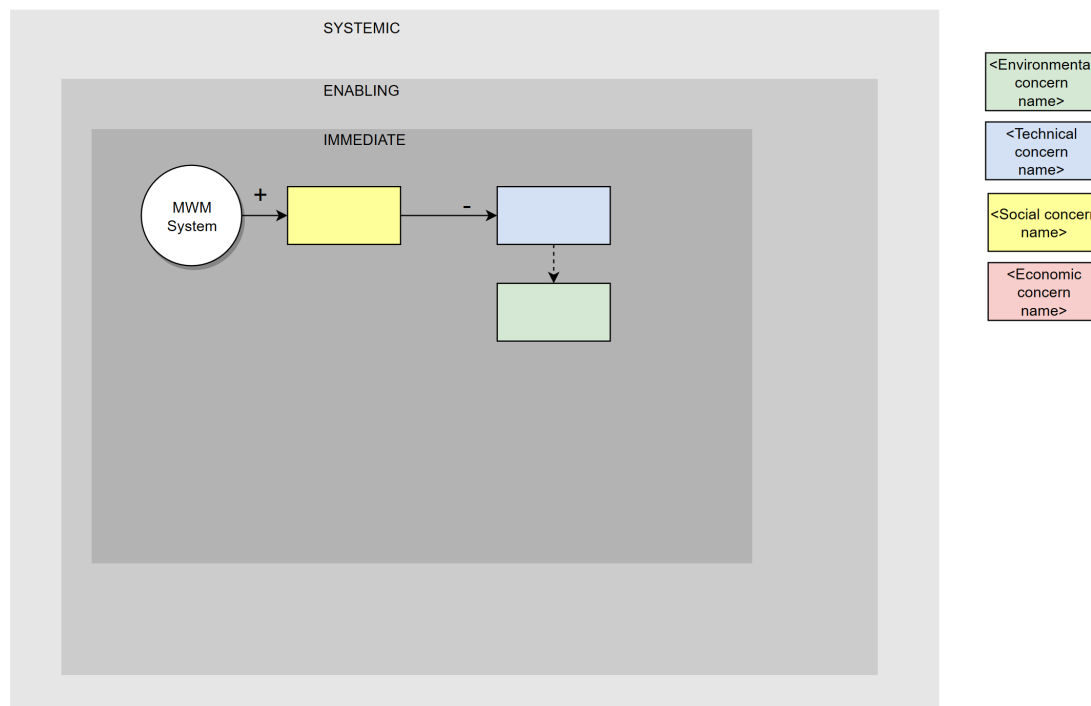 SYSTEMIC
ENABLING
IMMEDIATE
MWM
System
+
-
<Environmenta
concern
name>
<Technical
concern
name>
<Social concern
name>
<Economic
concern
name>